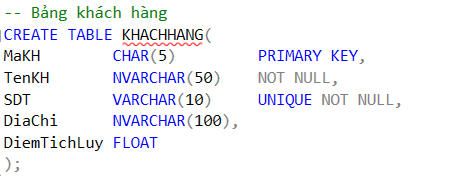 -- Bảng khách hàng
CREATE TABLE KHACHHANG(
MaKH CHAR(5) PRIMARY KEY,
TenKH NVARCHAR(50) NOT NULL,
SDT VARCHAR(10) UNIQUE NOT NULL,
DiaChi NVARCHAR(100),
DiemTichLuy FLOAT
);